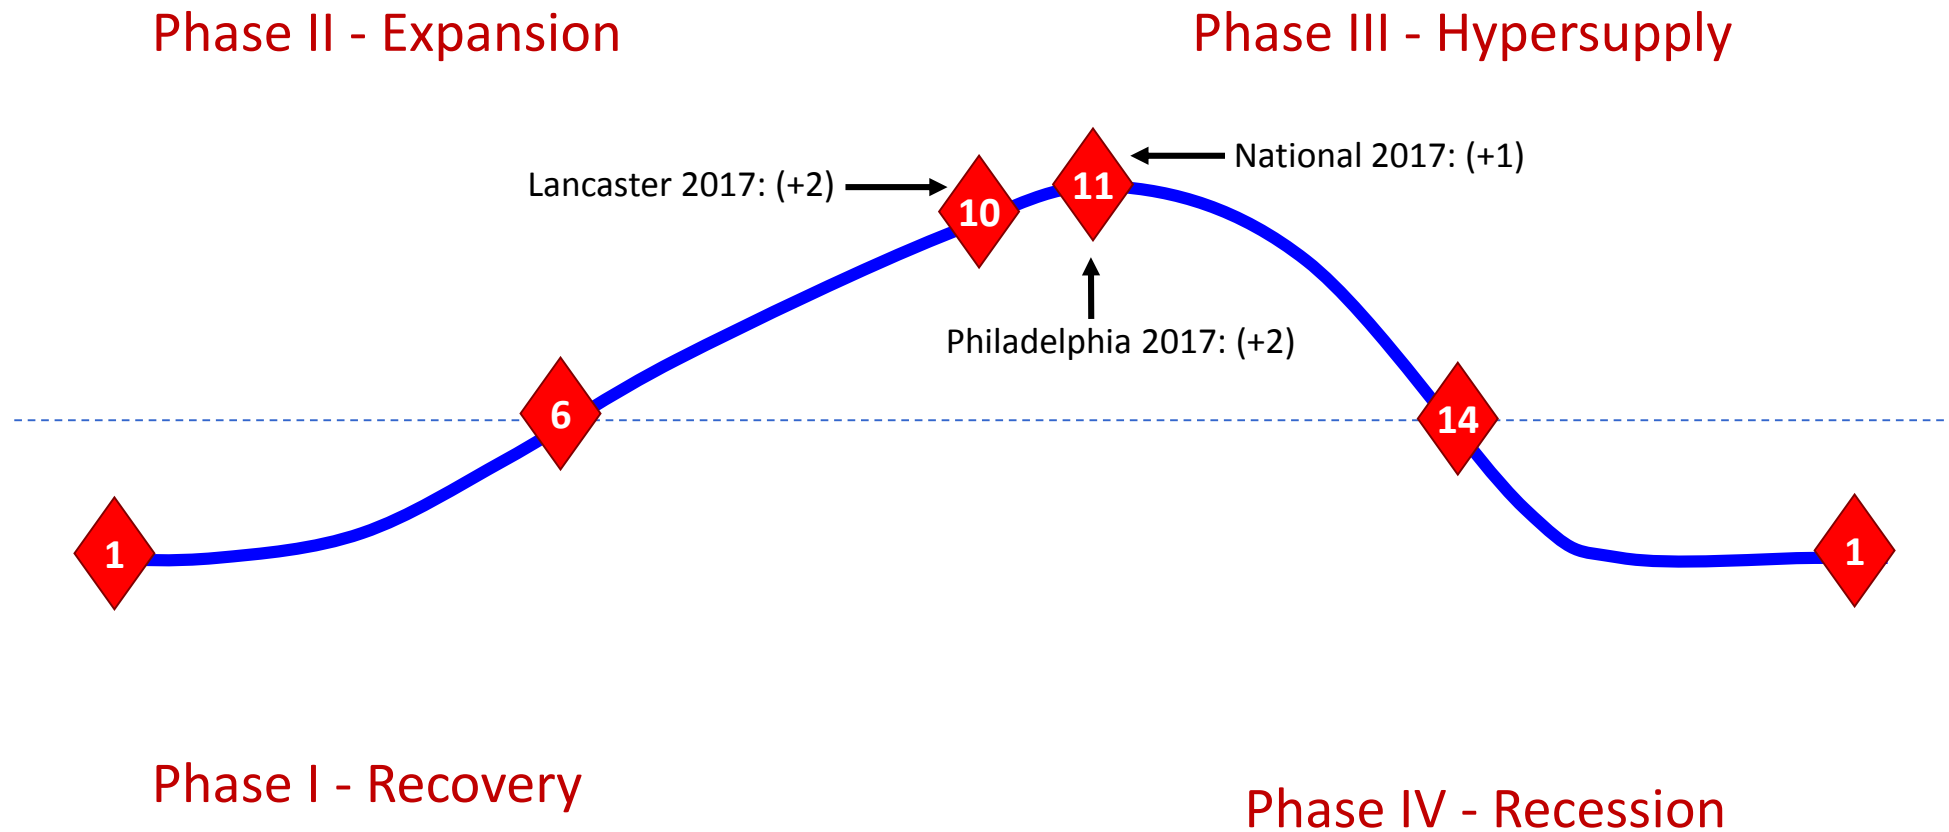 Phase II - Expansion
Phase III - Hypersupply
National 2017: (+1)
Lancaster 2017: (+2)
10
11
Philadelphia 2017: (+2)
6
14
1
1
Phase I - Recovery
Phase IV - Recession